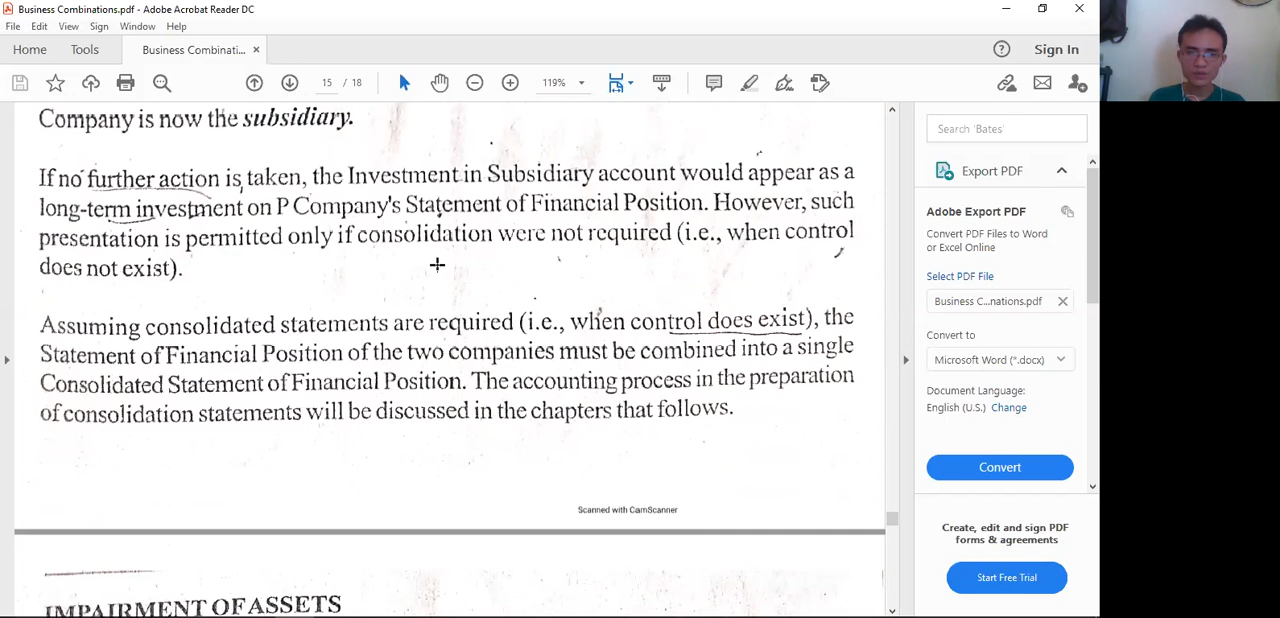 Business Combinations.pdf - Adobe Acrobat Reader DC
File Edit View Sign Window Help
Home Tools Business Combinati... × Sign In
15 / 18 119%
Company is now the subsidiary.
If no further action is taken, the Investment in Subsidiary account would appear as a
long-term investment on P Company's Statement of Financial Position. However, such
presentation is permitted only if consolidation were not required (i.e., when control
does not exist).
Assuming consolidated statements are required (i.e., when control does exist), the
Statement of Financial Position of the two companies must be combined into a single
Consolidated Statement of Financial Position. The accounting process in the preparation
of consolidation statements will be discussed in the chapters that follows.
Scanned with CamScanner
IMPAIRMENT OF ASSETS
Search 'Bates'
Export PDF
Adobe Export PDF
Convert PDF Files to Word
or Excel Online
Select PDF File
Business C...nations.pdf
Convert to
Microsoft Word (*.docx)
Document Language:
English (U.S.) Change
Convert
Create, edit and sign PDF
forms & agreements
Start Free Trial